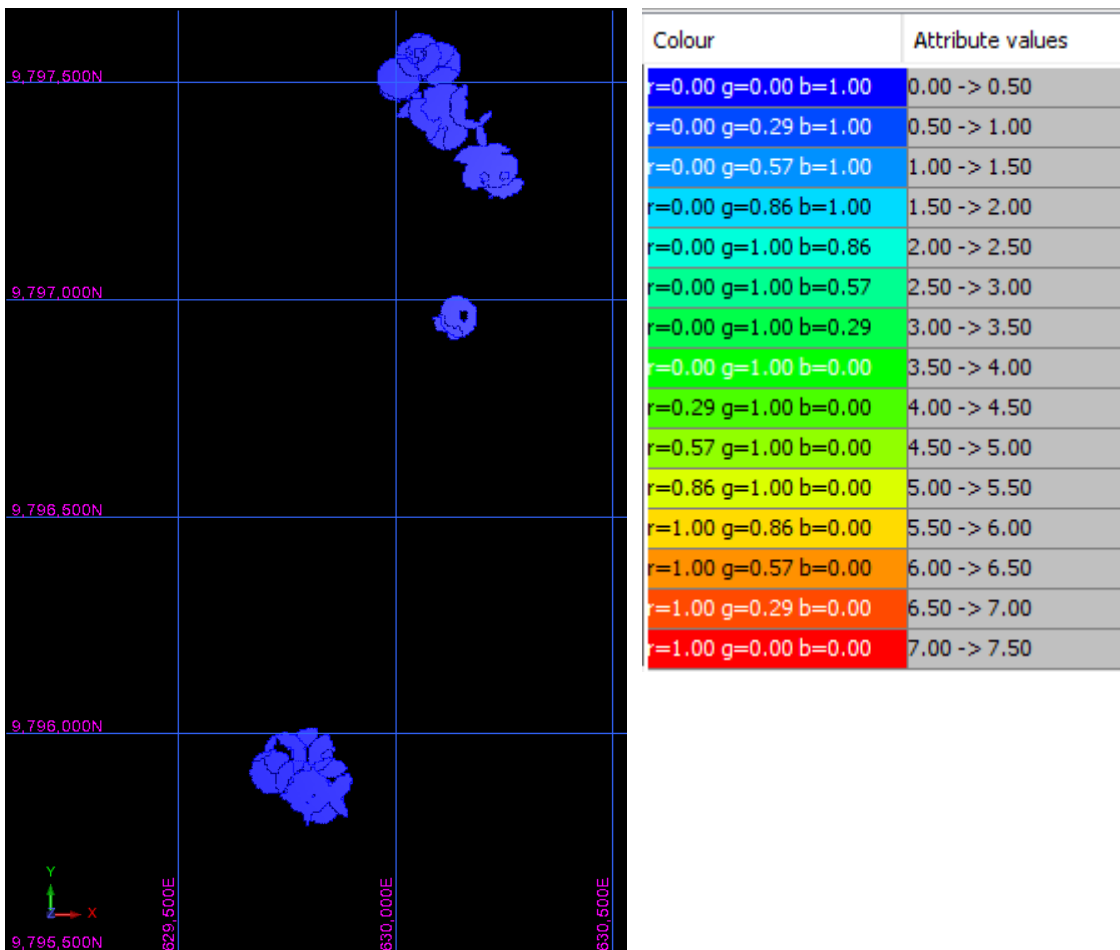 9,797,500N
9,797,000N
9,796,500N
9,796,000N
9,795,500N
629,500E
630,000E
630,500E
Y
Z
X
Colour Attribute values
r=0.00 g=0.00 b=1.00 0.00 -> 0.50
r=0.00 g=0.29 b=1.00 0.50 -> 1.00
r=0.00 g=0.57 b=1.00 1.00 -> 1.50
r=0.00 g=0.86 b=1.00 1.50 -> 2.00
r=0.00 g=1.00 b=0.86 2.00 -> 2.50
r=0.00 g=1.00 b=0.57 2.50 -> 3.00
r=0.00 g=1.00 b=0.29 3.00 -> 3.50
r=0.00 g=1.00 b=0.00 3.50 -> 4.00
r=0.29 g=1.00 b=0.00 4.00 -> 4.50
r=0.57 g=1.00 b=0.00 4.50 -> 5.00
r=0.86 g=1.00 b=0.00 5.00 -> 5.50
r=1.00 g=0.86 b=0.00 5.50 -> 6.00
r=1.00 g=0.57 b=0.00 6.00 -> 6.50
r=1.00 g=0.29 b=0.00 6.50 -> 7.00
r=1.00 g=0.00 b=0.00 7.00 -> 7.50